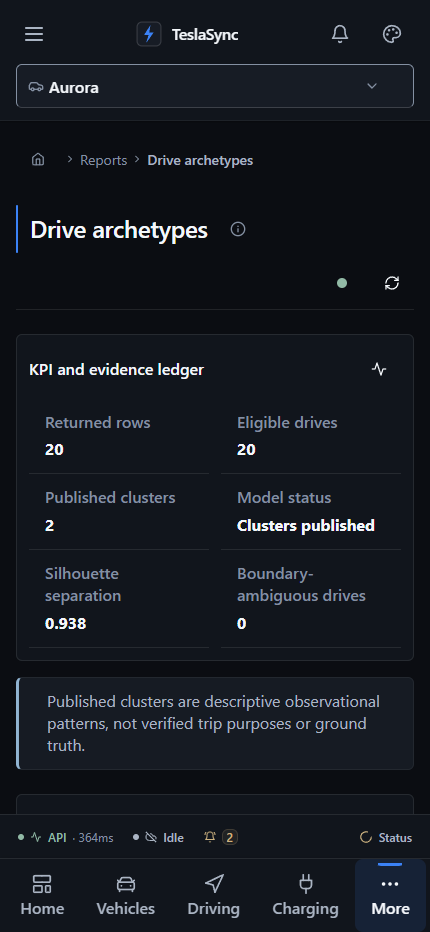 TeslaSync
Aurora
Reports > Drive archetypes
Drive archetypes
KPI and evidence ledger
Returned rows
20
Eligible drives
20
Published clusters
2
Model status
Clusters published
Silhouette
separation
0.938
Boundary-
ambiguous drives
0
Published clusters are descriptive observational
patterns, not verified trip purposes or ground
truth.
API · 364ms Idle 2 Status
Home Vehicles Driving Charging More